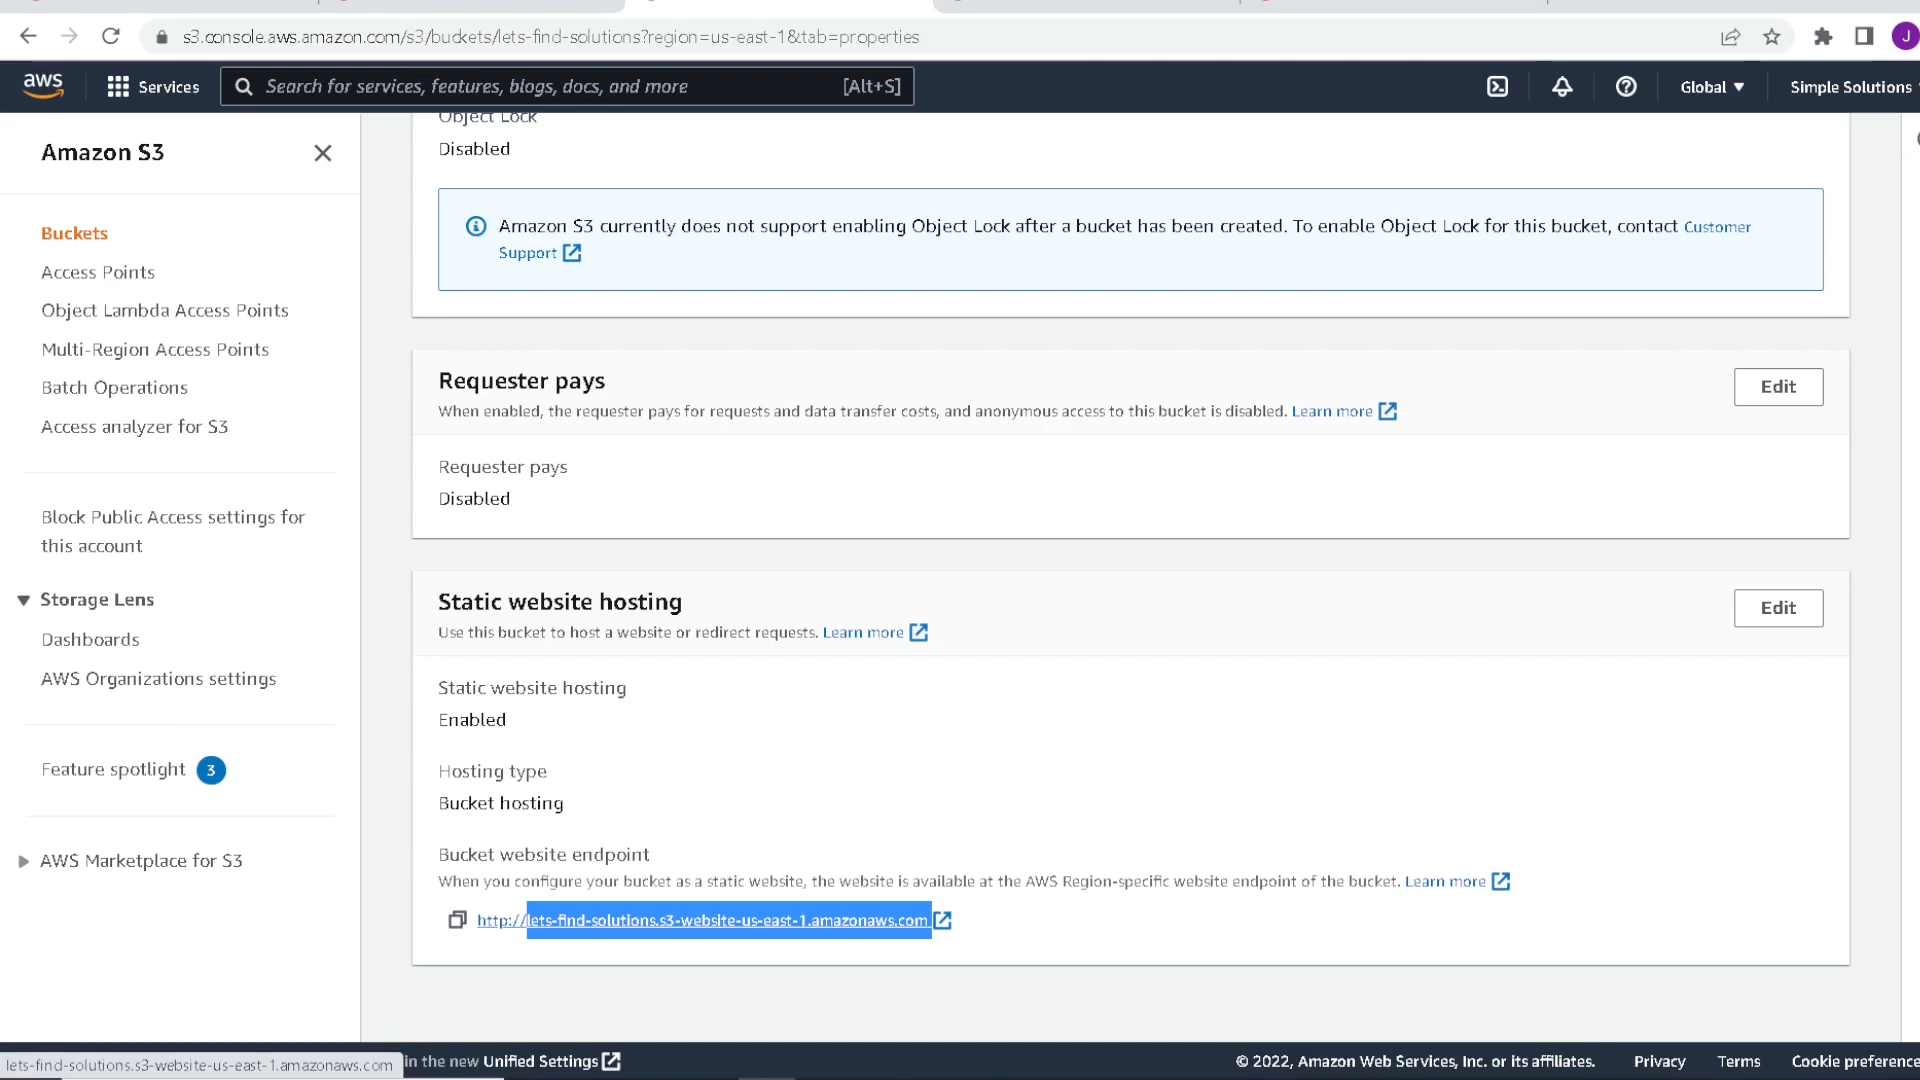 s3.console.aws.amazon.com/s3/buckets/lets-find-solutions?region=us-east-1&tab=properties
J
aws
Services
Search for services, features, blogs, docs, and more
[Alt+S]
Global
Simple Solutions
Amazon S3
Buckets
Access Points
Object Lambda Access Points
Multi-Region Access Points
Batch Operations
Access analyzer for S3
Block Public Access settings for
this account
Storage Lens
Dashboards
AWS Organizations settings
Feature spotlight 3
AWS Marketplace for S3
Object Lock
Disabled
Amazon S3 currently does not support enabling Object Lock after a bucket has been created. To enable Object Lock for this bucket, contact Customer
Support
Requester pays
Edit
When enabled, the requester pays for requests and data transfer costs, and anonymous access to this bucket is disabled. Learn more
Requester pays
Disabled
Static website hosting
Edit
Use this bucket to host a website or redirect requests. Learn more
Static website hosting
Enabled
Hosting type
Bucket hosting
Bucket website endpoint
When you configure your bucket as a static website, the website is available at the AWS Region-specific website endpoint of the bucket. Learn more
http://lets-find-solutions.s3-website-us-east-1.amazonaws.com
lets-find-solutions.s3-website-us-east-1.amazonaws.com
in the new Unified Settings
© 2022, Amazon Web Services, Inc. or its affiliates.
Privacy
Terms
Cookie preference